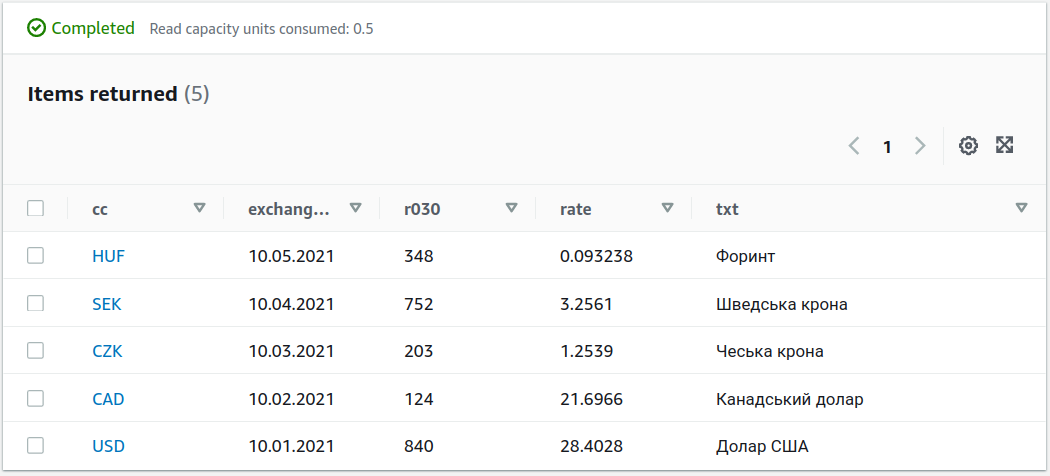 Completed Read capacity units consumed: 0.5
Items returned (5)
1
cc exchang... r030 rate txt
HUF 10.05.2021 348 0.093238 Форинт
SEK 10.04.2021 752 3.2561 Шведська крона
CZK 10.03.2021 203 1.2539 Чеська крона
CAD 10.02.2021 124 21.6966 Канадський долар
USD 10.01.2021 840 28.4028 Долар США